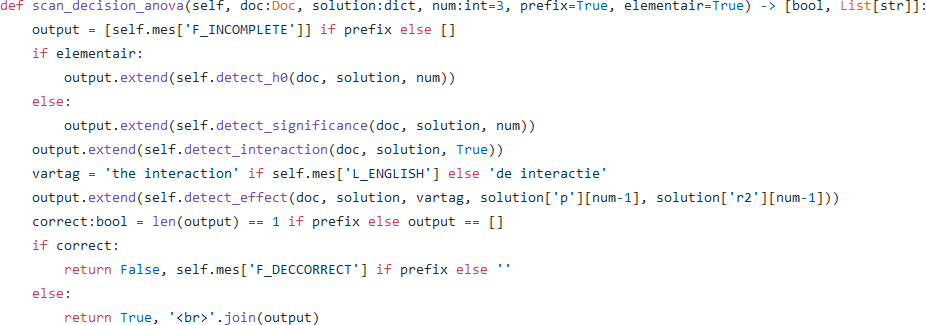 def scan_decision_anova(self, doc:Doc, solution:dict, num:int=3, prefix=True, elementair=True) -> [bool, List[str]]:
    output = [self.mes['F_INCOMPLETE']] if prefix else []
    if elementair:
        output.extend(self.detect_h0(doc, solution, num))
    else:
        output.extend(self.detect_significance(doc, solution, num))
    output.extend(self.detect_interaction(doc, solution, True))
    vartag = 'the interaction' if self.mes['L_ENGLISH'] else 'de interactie'
    output.extend(self.detect_effect(doc, solution, vartag, solution['p'][num-1], solution['r2'][num-1]))
    correct:bool = len(output) == 1 if prefix else output == []
    if correct:
        return False, self.mes['F_DECCORRECT'] if prefix else ''
    else:
        return True, '<br>'.join(output)